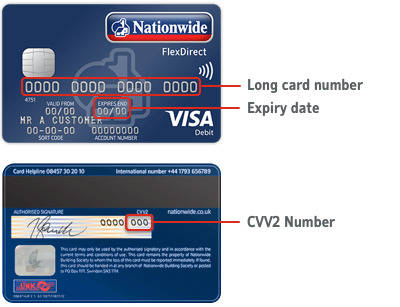 Nationwide
FlexDirect
0000 0000 0000 0000
Long card number
4751
VALID FROM
EXPIRES END
00/00
00/00
Expiry date
MR A CUSTOMER
00-00-00
00000000
SORT CODE
ACCOUNT NUMBER
VISA
Debit
Card Helpline 08457 30 20 10
International number +44 1793 656789
AUTHORISED SIGNATURE
CVV2
nationwide.co.uk
0000
000
CVV2 Number
This card may only be used by the authorised signatory and in accordance with the
current terms and conditions of use. This card remains the property of Nationwide
Building Society to whom the loss of this card must be reported immediately. If found,
this card should be handed in at any branch of Nationwide Building Society or posted
to PO Box FF1, Swindon SN3 1TX
LINK